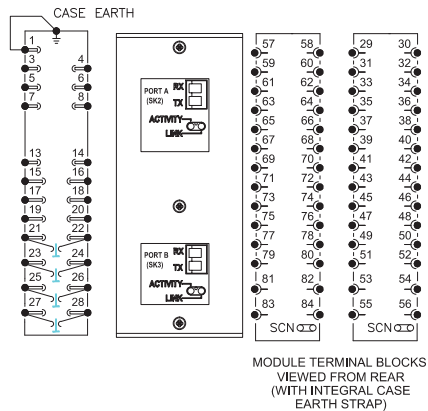 CASE EARTH
1
3 4
5 6
7 8
13 14
15 16
17 18
19 20
21 22
23 24
25 26
27 28
PORT A
(SK2)
RX
TX
ACTIVITY
LINK
PORT B
(SK3)
RX
TX
ACTIVITY
LINK
57 58
59 60
61 62
63 64
65 66
67 68
69 70
71 72
73 74
75 76
77 78
79 80
81 82
83 84
SCN
29 30
31 32
33 34
35 36
37 38
39 40
41 42
43 44
45 46
47 48
49 50
51 52
53 54
55 56
SCN
MODULE TERMINAL BLOCKS
VIEWED FROM REAR
(WITH INTEGRAL CASE
EARTH STRAP)